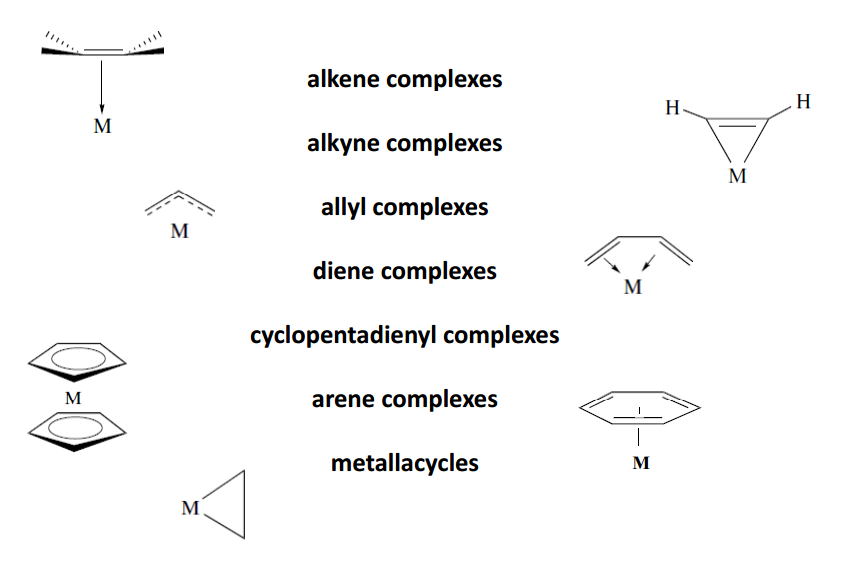 alkene complexes
H
H
M
alkyne complexes
M
allyl complexes
M
diene complexes
M
cyclopentadienyl complexes
M
arene complexes
M
metallacycles
M